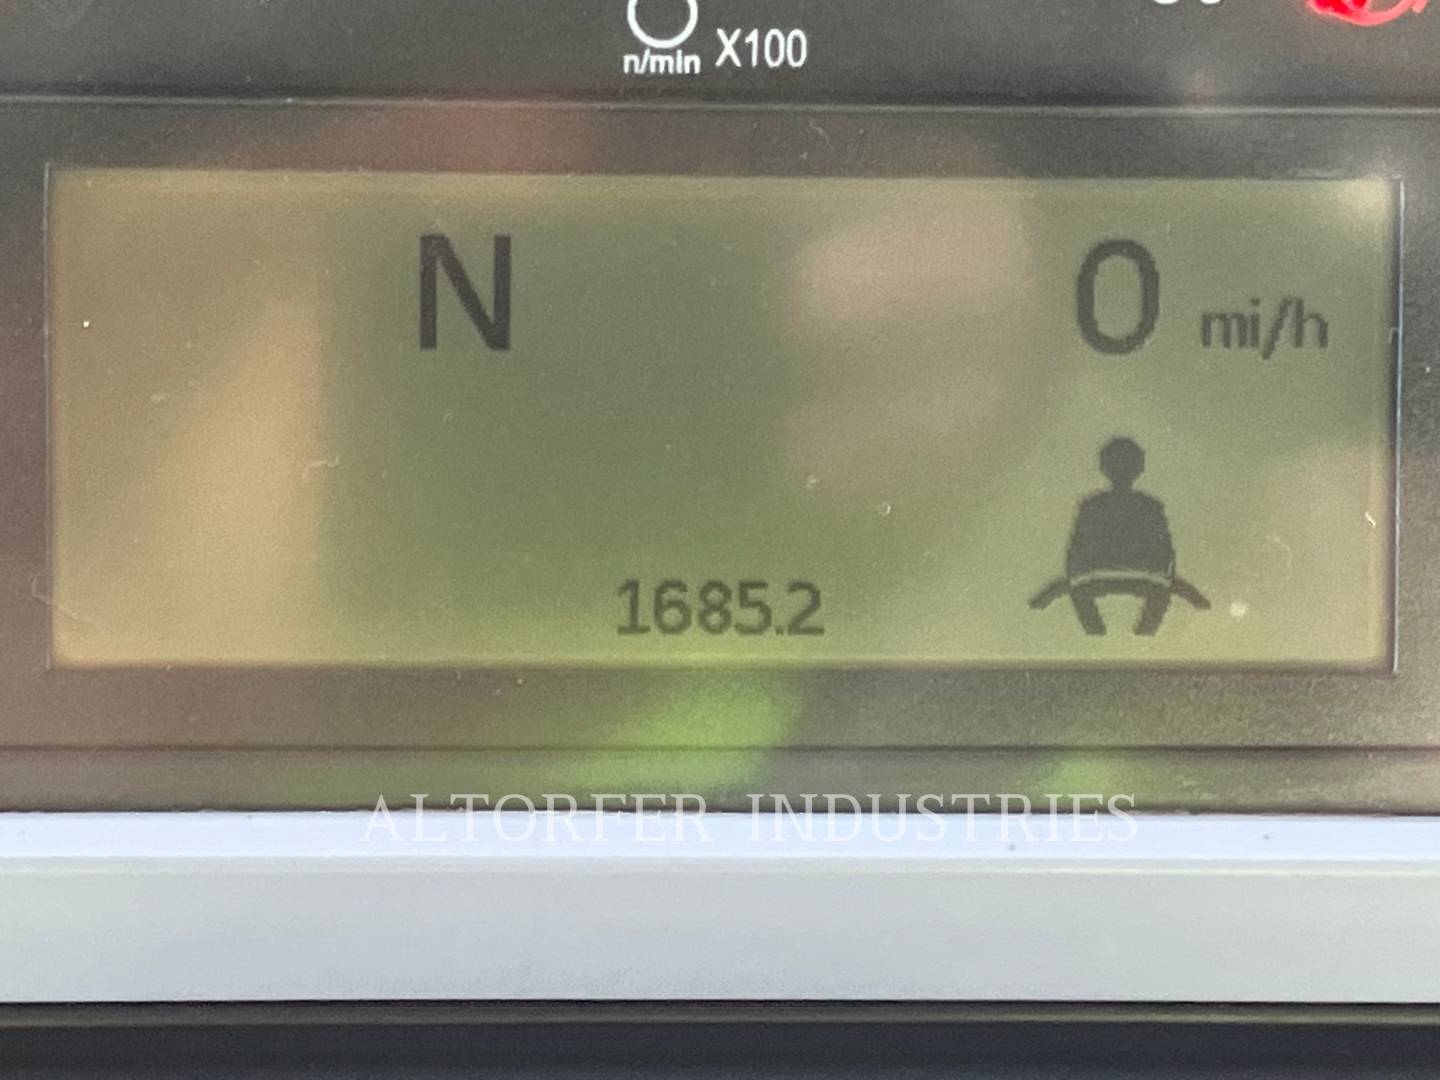 n/min X100
N 0 mi/h
1685.2
ALTORFER INDUSTRIES